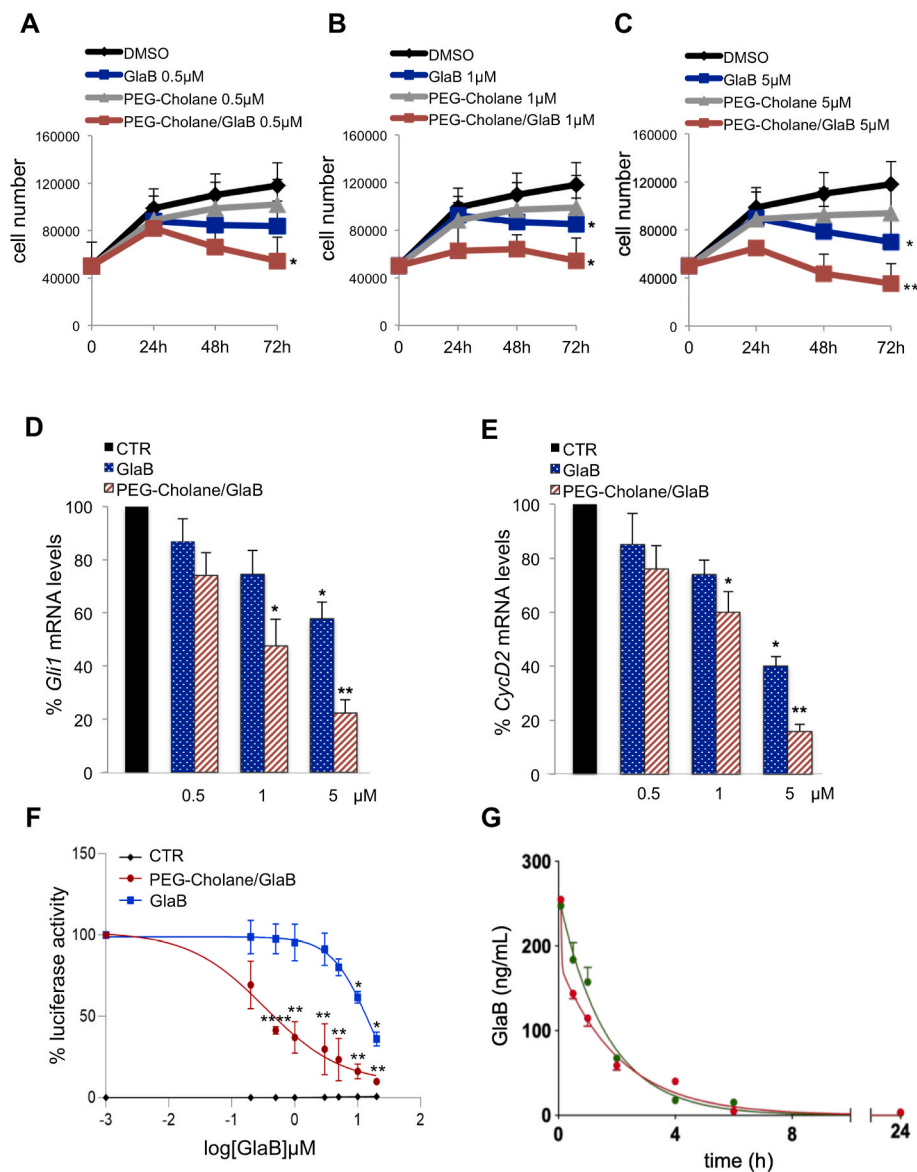 A
DMSO
GlaB 0.5µM
PEG-Cholane 0.5µM
PEG-Cholane/GlaB 0.5µM
160000
120000
80000
40000
0
cell number
*
0 24h 48h 72h
B
DMSO
GlaB 1µM
PEG-Cholane 1µM
PEG-Cholane/GlaB 1µM
160000
120000
80000
40000
0
cell number
*
*
0 24h 48h 72h
C
DMSO
GlaB 5µM
PEG-Cholane 5µM
PEG-Cholane/GlaB 5µM
160000
120000
80000
40000
0
cell number
*
**
0 24h 48h 72h
D
CTR
GlaB
PEG-Cholane/GlaB
100
80
60
40
20
0
% Gli1 mRNA levels
* * **
0.5 1 5 µM
E
CTR
GlaB
PEG-Cholane/GlaB
100
80
60
40
20
0
% CycD2 mRNA levels
* * **
0.5 1 5 µM
F
CTR
PEG-Cholane/GlaB
GlaB
150
100
50
0
% luciferase activity
* *
**** ** ** ** ** **
-3 -2 -1 0 1 2
log[GlaB]µM
G
300
200
100
0
GlaB (ng/mL)
0 4 8 24
time (h)